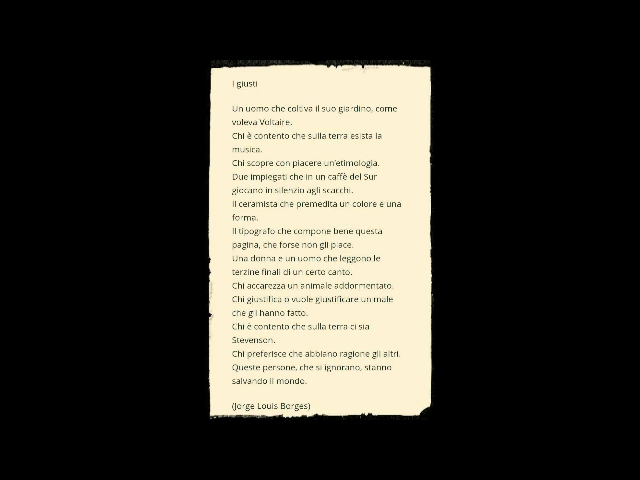 I giusti
Un uomo che coltiva il suo giardino, come
voleva Voltaire.
Chi è contento che sulla terra esista la
musica.
Chi scopre con piacere un'etimologia.
Due impiegati che in un caffè del Sur
giocano in silenzio agli scacchi.
Il ceramista che premedita un colore e una
forma.
Il tipografo che compone bene questa
pagina, che forse non gli piace.
Una donna e un uomo che leggono le
terzine finali di un certo canto.
Chi accarezza un animale addormentato.
Chi giustifica o vuole giustificare un male
che gli hanno fatto.
Chi è contento che sulla terra ci sia
Stevenson.
Chi preferisce che abbiano ragione gli altri.
Queste persone, che si ignorano, stanno
salvando il mondo.
(Jorge Louis Borges)